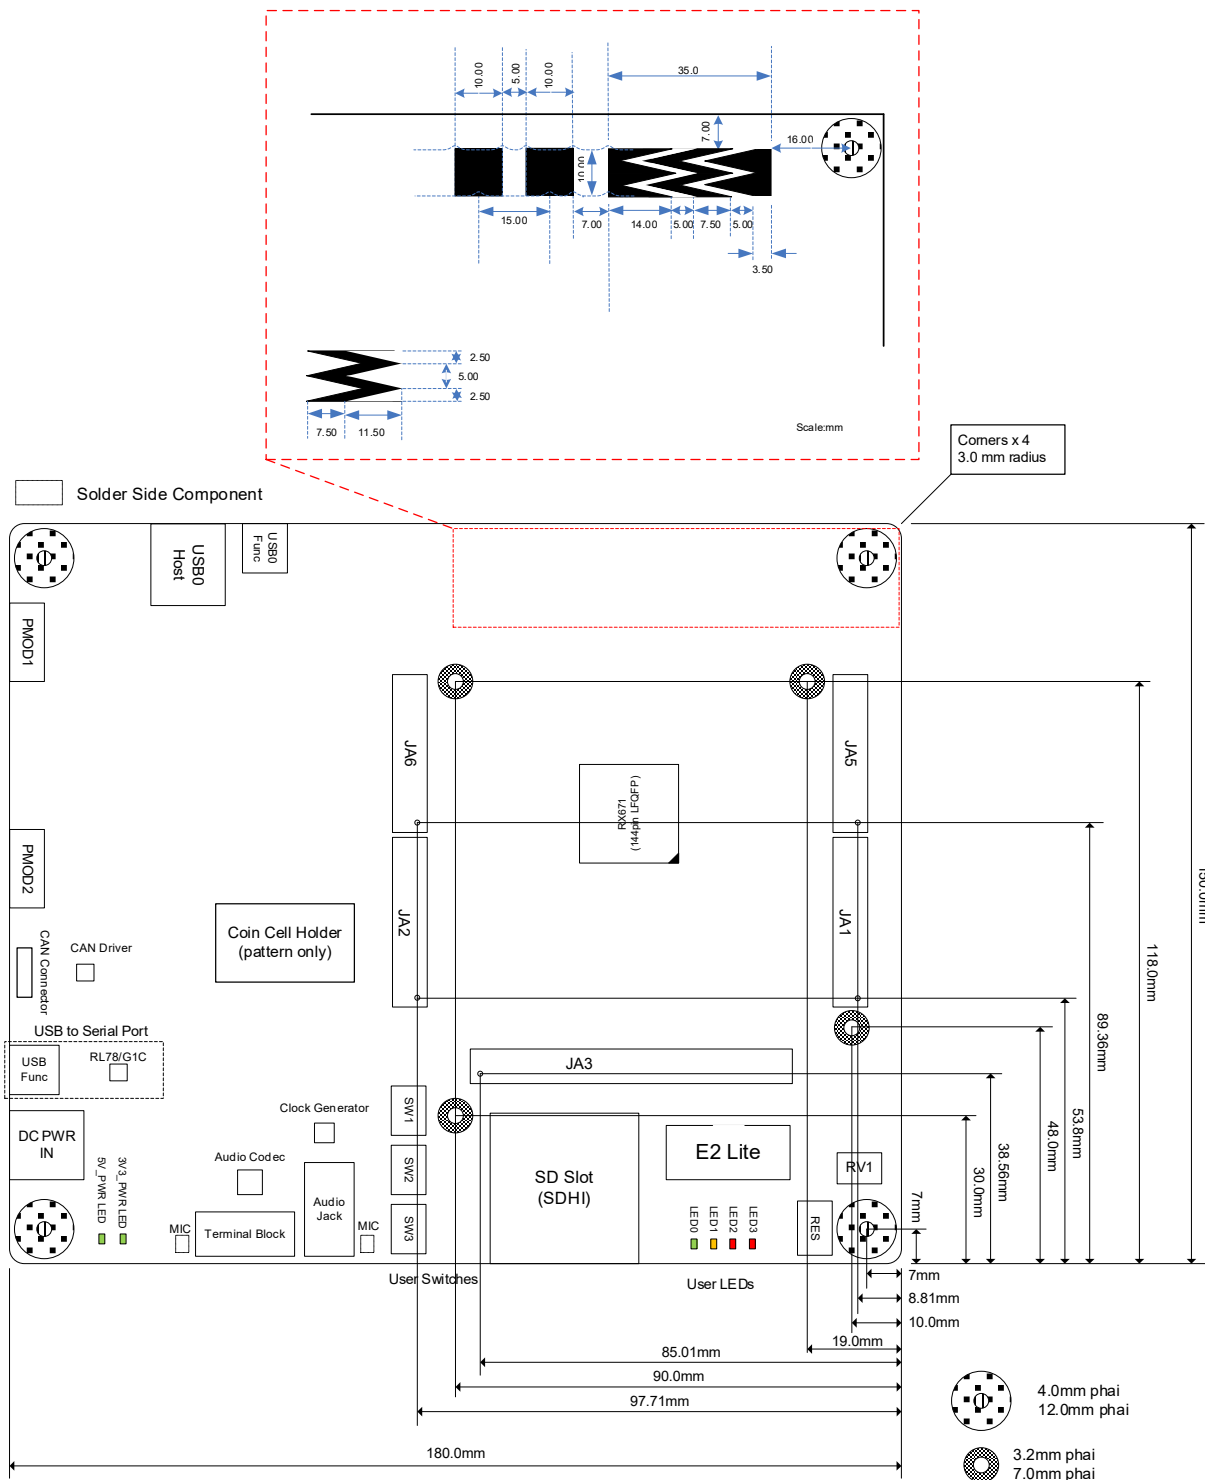 10.00
5.00
10.00
35.0
7.00
16.00
10.00
15.00
7.00
14.00
5.00
7.50
5.00
3.50
2.50
5.00
2.50
7.50
11.50
Scale:mm
Corners x 4
3.0 mm radius
Solder Side Component
USB0
Host
USB0
Func
PMOD1
JA6
JA5
RX671
(144pin LFQFP)
PMOD2
JA2
JA1
Coin Cell Holder
(pattern only)
CAN Connector
CAN Driver
USB to Serial Port
USB
Func
RL78/G1C
JA3
Clock Generator
SW1
DC PWR
IN
5V_PWR LED
3V3_PWR LED
Audio Codec
SW2
SD Slot
(SDHI)
E2 Lite
RV1
MIC
Terminal Block
Audio
Jack
MIC
SW3
LED0
LED1
LED2
LED3
RES
User Switches
User LEDs
150.0mm
118.0mm
89.36mm
53.8mm
48.0mm
38.56mm
30.0mm
7mm
7mm
8.81mm
10.0mm
19.0mm
85.01mm
90.0mm
97.71mm
180.0mm
4.0mm phai
12.0mm phai
3.2mm phai
7.0mm phai